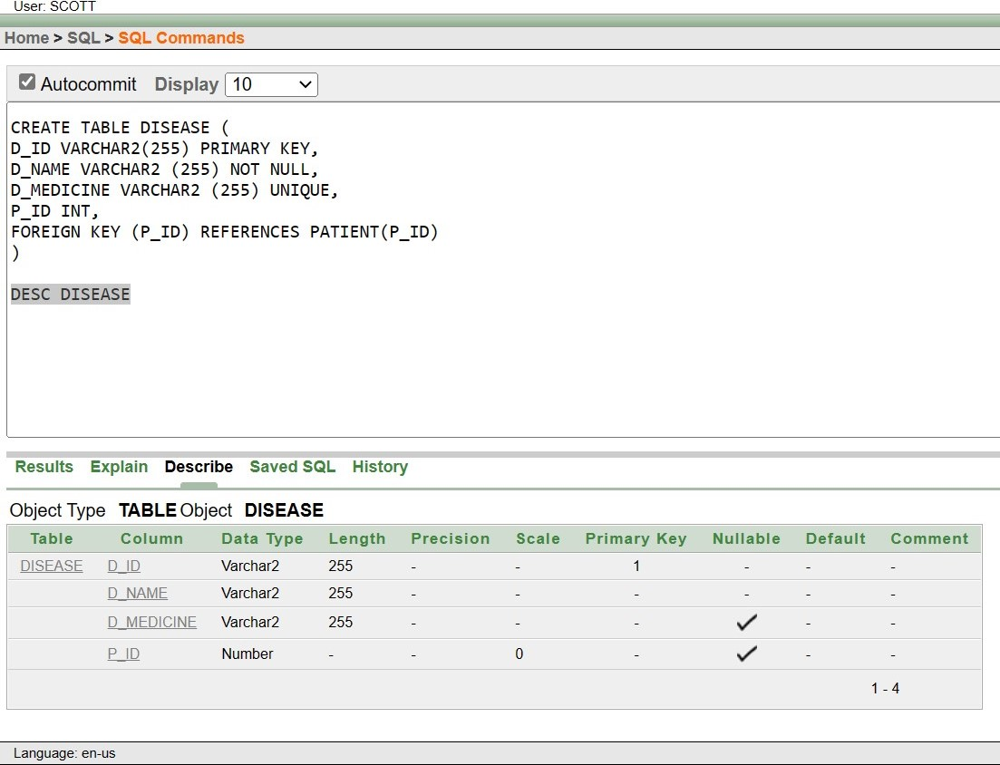 User: SCOTT
Home > SQL > SQL Commands
Autocommit Display 10
CREATE TABLE DISEASE (
D_ID VARCHAR2(255) PRIMARY KEY,
D_NAME VARCHAR2 (255) NOT NULL,
D_MEDICINE VARCHAR2 (255) UNIQUE,
P_ID INT,
FOREIGN KEY (P_ID) REFERENCES PATIENT(P_ID)
)
DESC DISEASE
Results Explain Describe Saved SQL History
Object Type TABLE Object DISEASE
Table Column Data Type Length Precision Scale Primary Key Nullable Default Comment
DISEASE D_ID Varchar2 255 - - 1 - - -
D_NAME Varchar2 255 - - - - - -
D_MEDICINE Varchar2 255 - - - ✓ - -
P_ID Number - - 0 - ✓ - -
1 - 4
Language: en-us